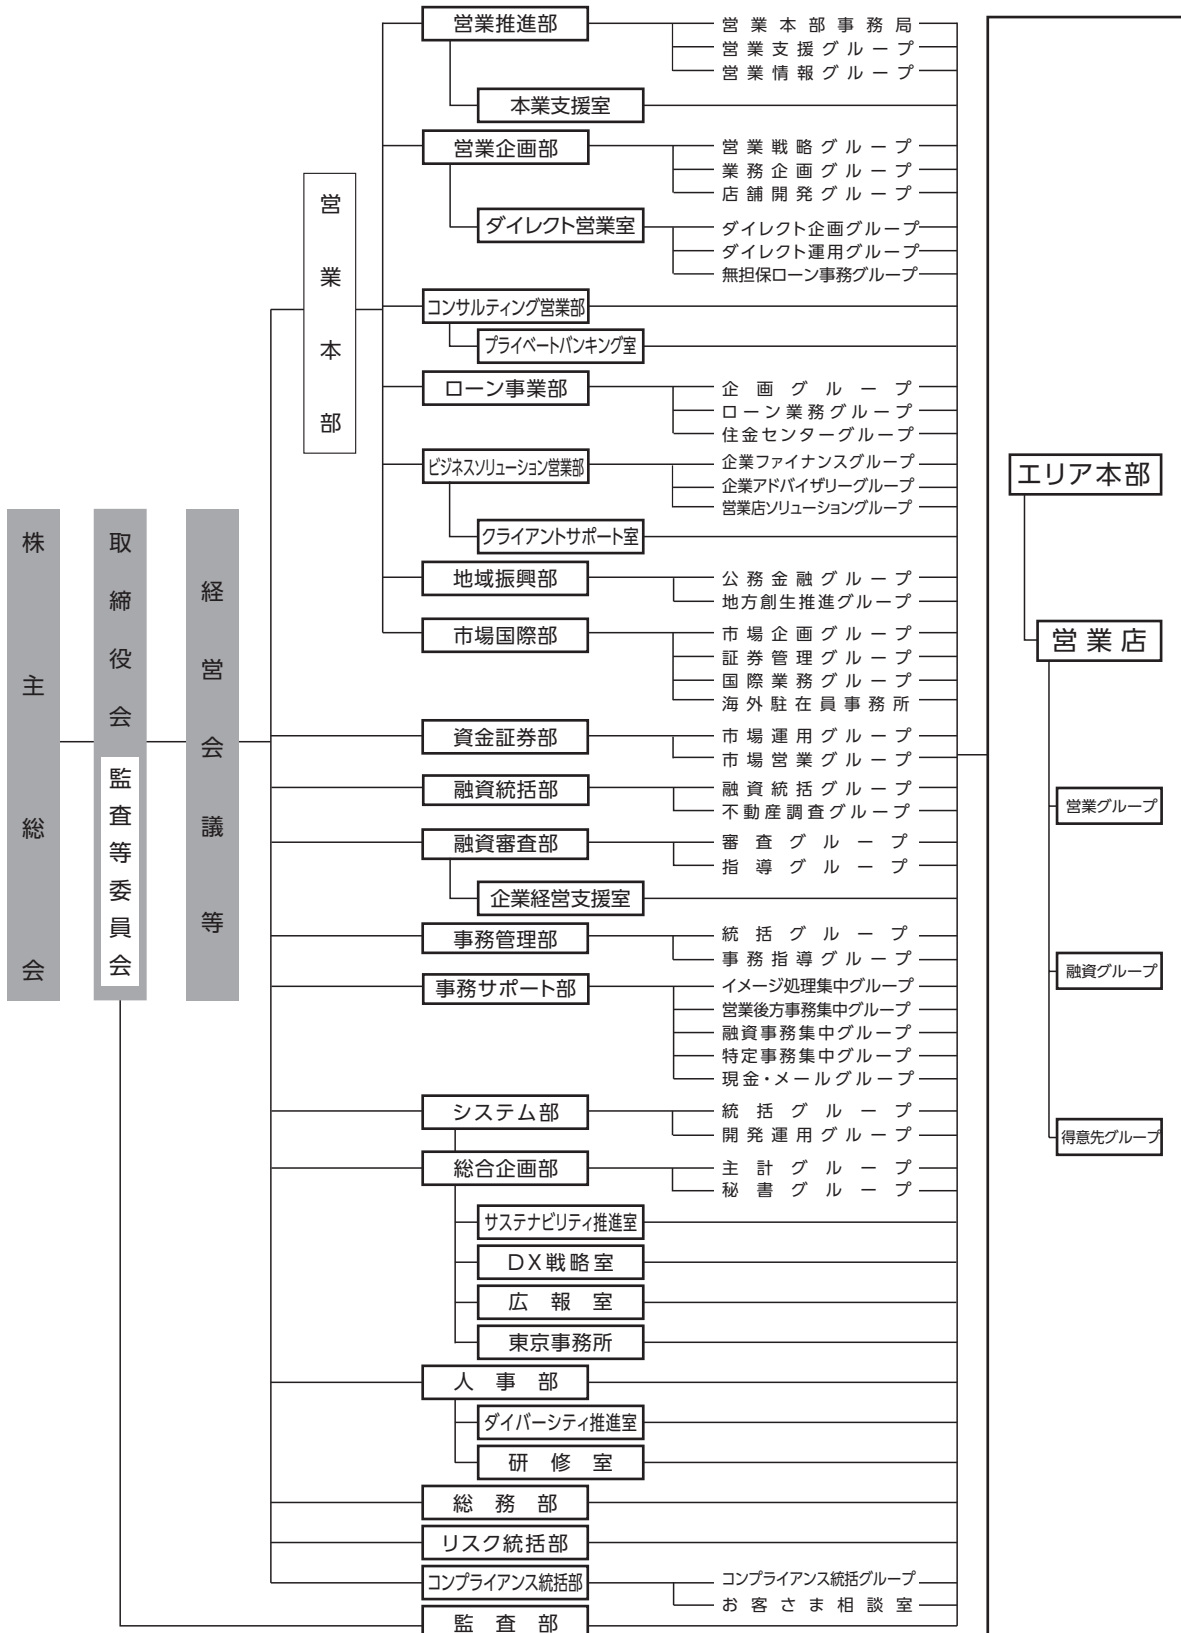 株主総会
取締役会
監査等委員会
経営会議等
営業本部
営業推進部
営業本部事務局
営業支援グループ
営業情報グループ
本業支援室
営業企画部
営業戦略グループ
業務企画グループ
店舗開発グループ
ダイレクト営業室
ダイレクト企画グループ
ダイレクト運用グループ
無担保ローン事務グループ
コンサルティング営業部
プライベートバンキング室
ローン事業部
企画グループ
ローン業務グループ
住金センターグループ
ビジネスソリューション営業部
企業ファイナンスグループ
企業アドバイザリーグループ
営業店ソリューショングループ
クライアントサポート室
地域振興部
公務金融グループ
地方創生推進グループ
市場国際部
市場企画グループ
証券管理グループ
国際業務グループ
海外駐在員事務所
資金証券部
市場運用グループ
市場営業グループ
融資統括部
融資統括グループ
不動産調査グループ
融資審査部
審査グループ
指導グループ
企業経営支援室
事務管理部
統括グループ
事務指導グループ
事務サポート部
イメージ処理集中グループ
営業後方事務集中グループ
融資事務集中グループ
特定事務集中グループ
現金・メールグループ
システム部
統括グループ
開発運用グループ
総合企画部
主計グループ
秘書グループ
サステナビリティ推進室
DX戦略室
広報室
東京事務所
人事部
ダイバーシティ推進室
研修室
総務部
リスク統括部
コンプライアンス統括部
コンプライアンス統括グループ
お客さま相談室
監査部
エリア本部
営業店
営業グループ
融資グループ
得意先グループ